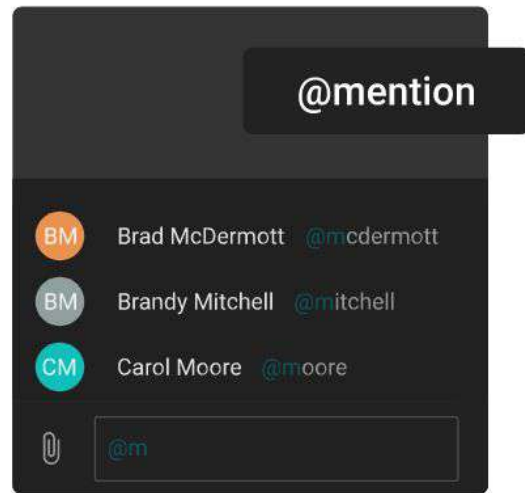 @mention
BM Brad McDermott @mcdermott
BM Brandy Mitchell @mitchell
CM Carol Moore @moore
@m